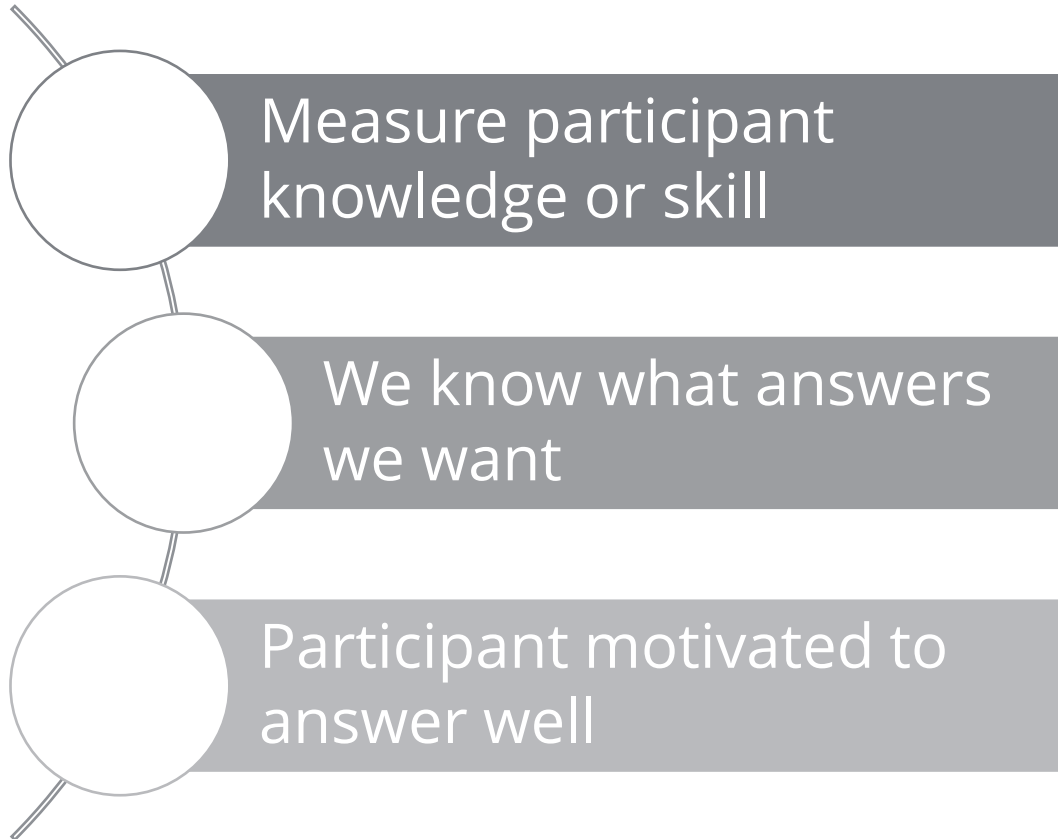 Measure participant
knowledge or skill
We know what answers
we want
Participant motivated to
answer well